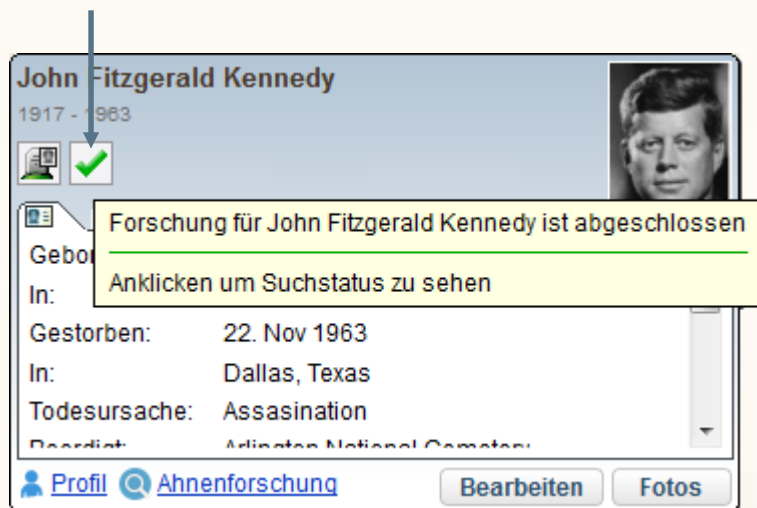 John Fitzgerald Kennedy
1917 - 1963
Forschung für John Fitzgerald Kennedy ist abgeschlossen
Anklicken um Suchstatus zu sehen
In:
Gestorben: 22. Nov 1963
In: Dallas, Texas
Todesursache: Assasination
Profil Ahnenforschung Bearbeiten Fotos